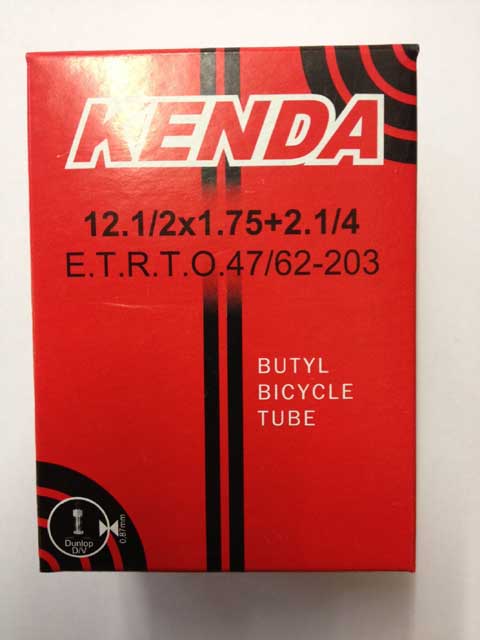 KENDA
12.1/2x1.75+2.1/4
E.T.R.T.O.47/62-203
BUTYL
BICYCLE
TUBE
Dunlop
D/V
0.87mm